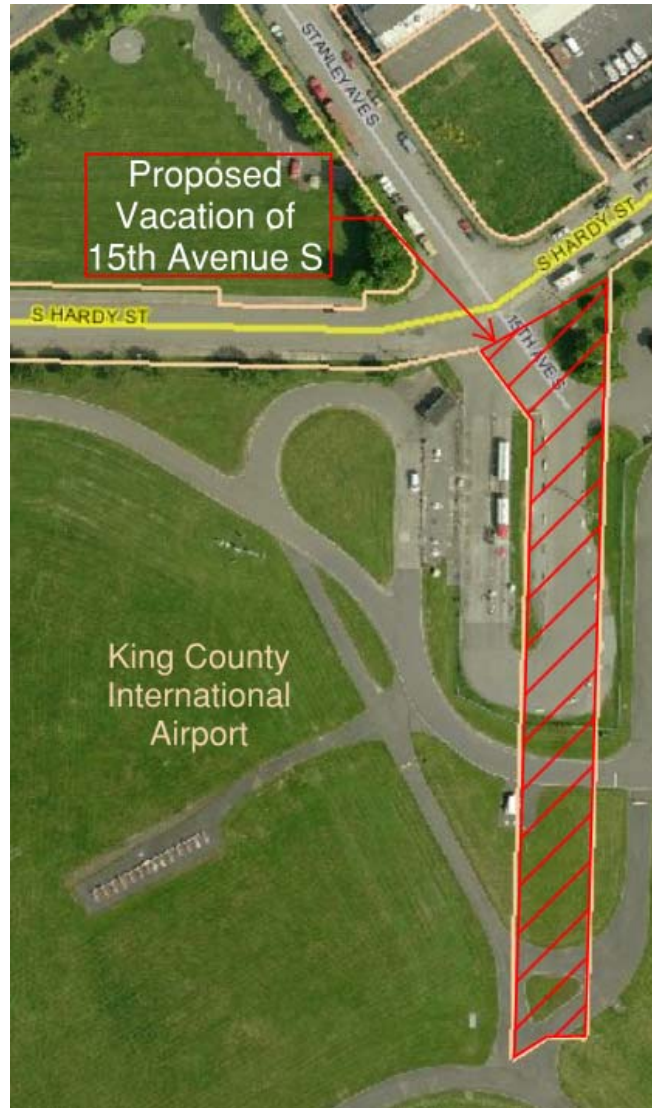 STANLEY AVE S
Proposed
Vacation of
15th Avenue S
S HARDY ST
S HARDY ST
15TH AVE S
King County
International
Airport